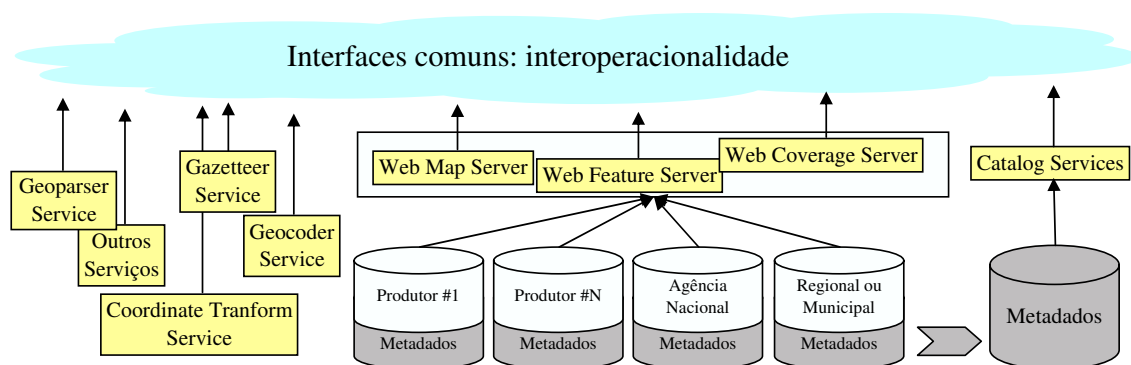 Interfaces comuns: interoperacionalidade
Geoparser
Service
Outros
Serviços
Gazetteer
Service
Geocoder
Service
Coordinate Tranform
Service
Web Map Server
Web Feature Server
Web Coverage Server
Catalog Services
Produtor #1
Metadados
Produtor #N
Metadados
Agência
Nacional
Metadados
Regional ou
Municipal
Metadados
Metadados